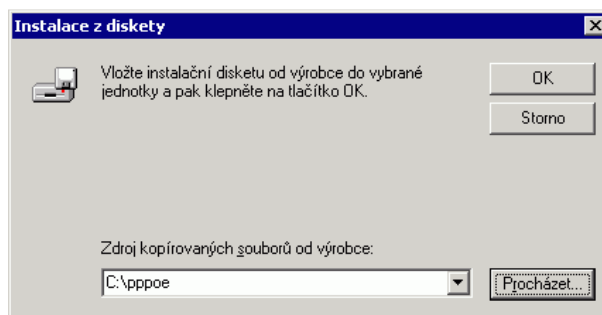 Instalace z diskety
Vložte instalační disketu od výrobce do vybrané
jednotky a pak klepněte na tlačítko OK.
OK
Storno
Zdroj kopírovaných souborů od výrobce:
C:\pppoe
Procházet...